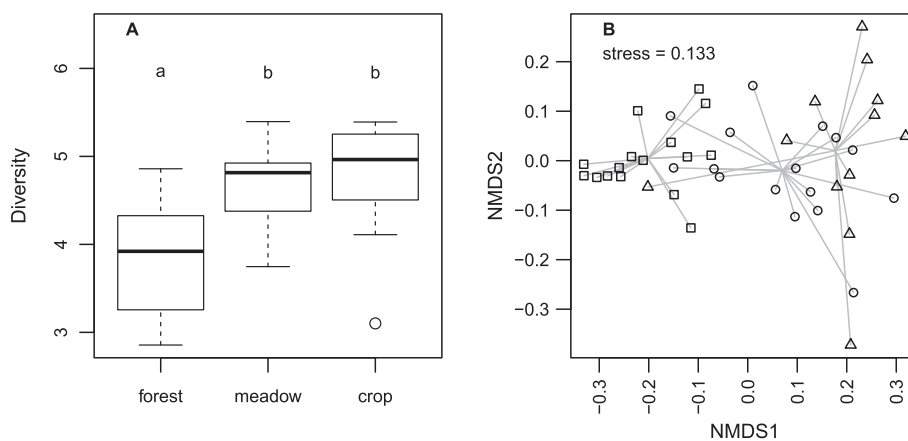 A
a
b
b
6
5
4
3
Diversity
forest
meadow
crop
B
stress = 0.133
0.2
0.1
0.0
−0.1
−0.2
−0.3
NMDS2
−0.3
−0.2
−0.1
0.0
0.1
0.2
0.3
NMDS1